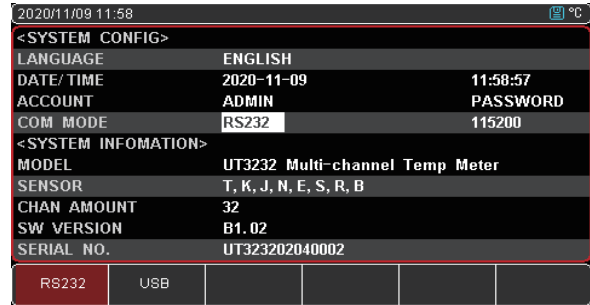 2020/11/09 11:58 °C
<SYSTEM CONFIG>
LANGUAGE ENGLISH
DATE/TIME 2020-11-09 11:58:57
ACCOUNT ADMIN PASSWORD
COM MODE RS232 115200
<SYSTEM INFOMATION>
MODEL UT3232 Multi-channel Temp Meter
SENSOR T, K, J, N, E, S, R, B
CHAN AMOUNT 32
SW VERSION B1.02
SERIAL NO. UT323202040002
RS232 USB